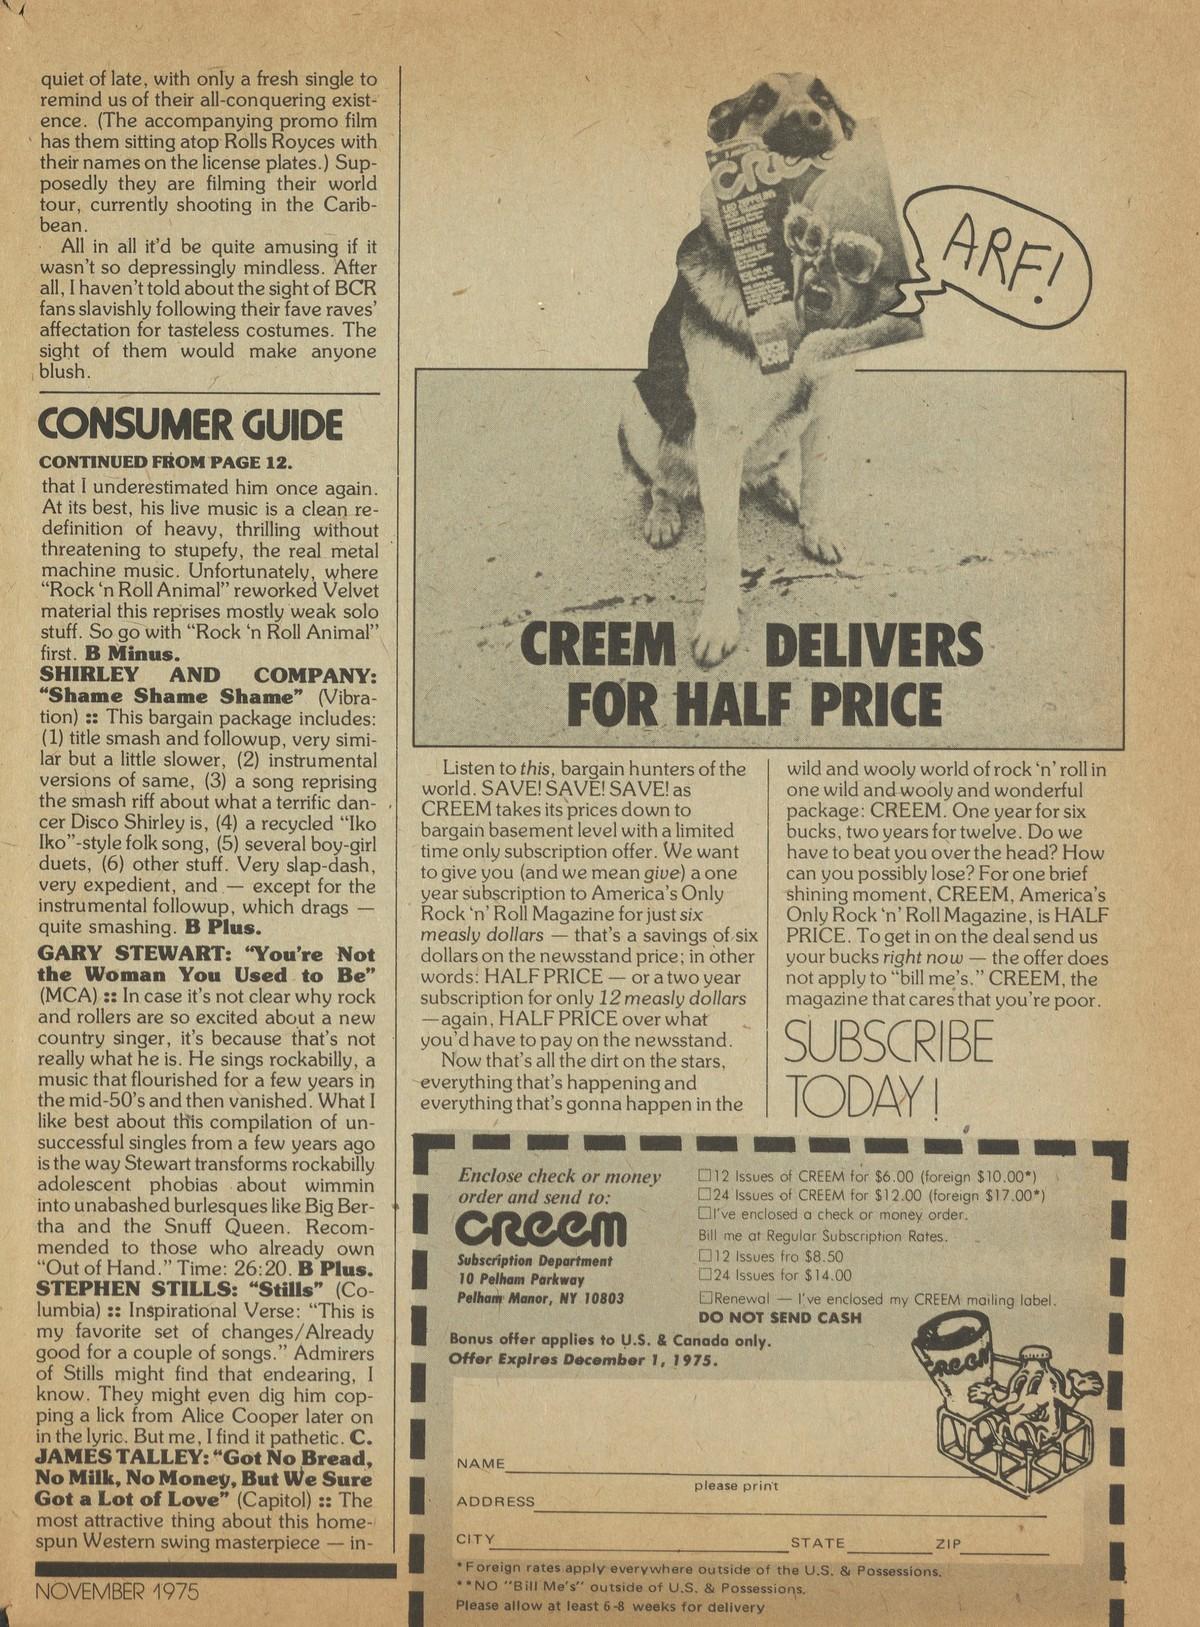 quiet of late, with only a fresh single to
remind us of their all-conquering exist-
ence. (The accompanying promo film
has them sitting atop Rolls Royces with
their names on the license plates.) Sup-
posedly they are filming their world
tour, currently shooting in the Carib-
bean.
All in all it'd be quite amusing if it
wasn't so depressingly mindless. After
all, I haven't told about the sight of BCR
fans slavishly following their fave raves'
affectation for tasteless costumes. The
sight of them would make anyone
blush.
CONSUMER GUIDE
CONTINUED FROM PAGE 12.
that I underestimated him once again.
At its best, his live music is a clean re-
definition of heavy, thrilling without
threatening to stupefy, the real metal
machine music. Unfortunately, where
“Rock ‘n Roll Animal” reworked Velvet
material this reprises mostly weak solo
stuff. So go with “Rock ‘n Roll Animal”
first. B Minus.
SHIRLEY AND COMPANY:
“Shame Shame Shame” (Vibra-
tion) :: This bargain package includes:
(1) title smash and followup, very simi-
lar but a little slower, (2) instrumental
versions of same, (3) a song reprising
the smash riff about what a terrific dan-
cer Disco Shirley is, (4) a recycled “Iko
Iko”-style folk song, (5) several boy-girl
duets, (6) other stuff. Very slap-dash,
very expedient, and — except for the
instrumental followup, which drags —
quite smashing. B Plus.
GARY STEWART: “You're Not
the Woman You Used to Be”
(MCA) :: In case it's not clear why rock
and rollers are so excited about a new
country singer, it's because that's not
really what he is. He sings rockabilly, a
music that flourished for a few years in
the mid-50's and then vanished. What I
like best about this compilation of un-
successful singles from a few years ago
is the way Stewart transforms rockabilly
adolescent phobias about wimmin
into unabashed burlesques like Big Ber-
tha and the Snuff Queen. Recom-
mended to those who already own
“Out of Hand.” Time: 26:20. B Plus.
STEPHEN STILLS: “Stills” (Co-
lumbia) :: Inspirational Verse: “This is
my favorite set of changes/Already
good for a couple of songs.” Admirers
of Stills might find that endearing, I
know. They might even dig him cop-
ping a lick from Alice Cooper later on
in the lyric. But me, I find it pathetic. C.
JAMES TALLEY: “Got No Bread,
No Milk, No Money, But We Sure
Got a Lot of Love” (Capitol) :: The
most attractive thing about this home-
spun Western swing masterpiece — in-
NOVEMBER 1975
Creem
ARF!
CREEM DELIVERS
FOR HALF PRICE
Listen to this, bargain hunters of the
world. SAVE! SAVE! SAVE! as
CREEM takes its prices down to
bargain basement level with a limited
time only subscription offer. We want
to give you (and we mean give) a one
year subscription to America's Only
Rock ‘n’ Roll Magazine for just six
measly dollars — that's a savings of six
dollars on the newsstand price; in other
words: HALF PRICE — or a two year
subscription for only 12 measly dollars
—again, HALF PRICE over what
you'd have to pay on the newsstand.
Now that's all the dirt on the stars,
everything that's happening and
everything that's gonna happen in the
wild and wooly world of rock ‘n’ roll in
one wild and wooly and wonderful
package: CREEM. One year for six
bucks, two years for twelve. Do we
have to beat you over the head? How
can you possibly lose? For one brief
shining moment, CREEM, America's
Only Rock ‘n’ Roll Magazine, is HALF
PRICE. To get in on the deal send us
your bucks right now — the offer does
not apply to “bill me's.” CREEM, the
magazine that cares that you're poor.
SUBSCRIBE
TODAY!
Enclose check or money
order and send to:
CREEM
Subscription Department
10 Pelham Parkway
Pelham Manor, NY 10803
☐12 Issues of CREEM for $6.00 (foreign $10.00*)
☐24 Issues of CREEM for $12.00 (foreign $17.00*)
☐I've enclosed a check or money order.
Bill me at Regular Subscription Rates.
☐12 Issues fro $8.50
☐24 Issues for $14.00
☐Renewal — I've enclosed my CREEM mailing label.
DO NOT SEND CASH
Bonus offer applies to U.S. & Canada only.
Offer Expires December 1, 1975.
CREEM
NAME
please print
ADDRESS
CITY STATE ZIP
*Foreign rates apply everywhere outside of the U.S. & Possessions.
**NO "Bill Me's" outside of U.S. & Possessions.
Please allow at least 6-8 weeks for delivery